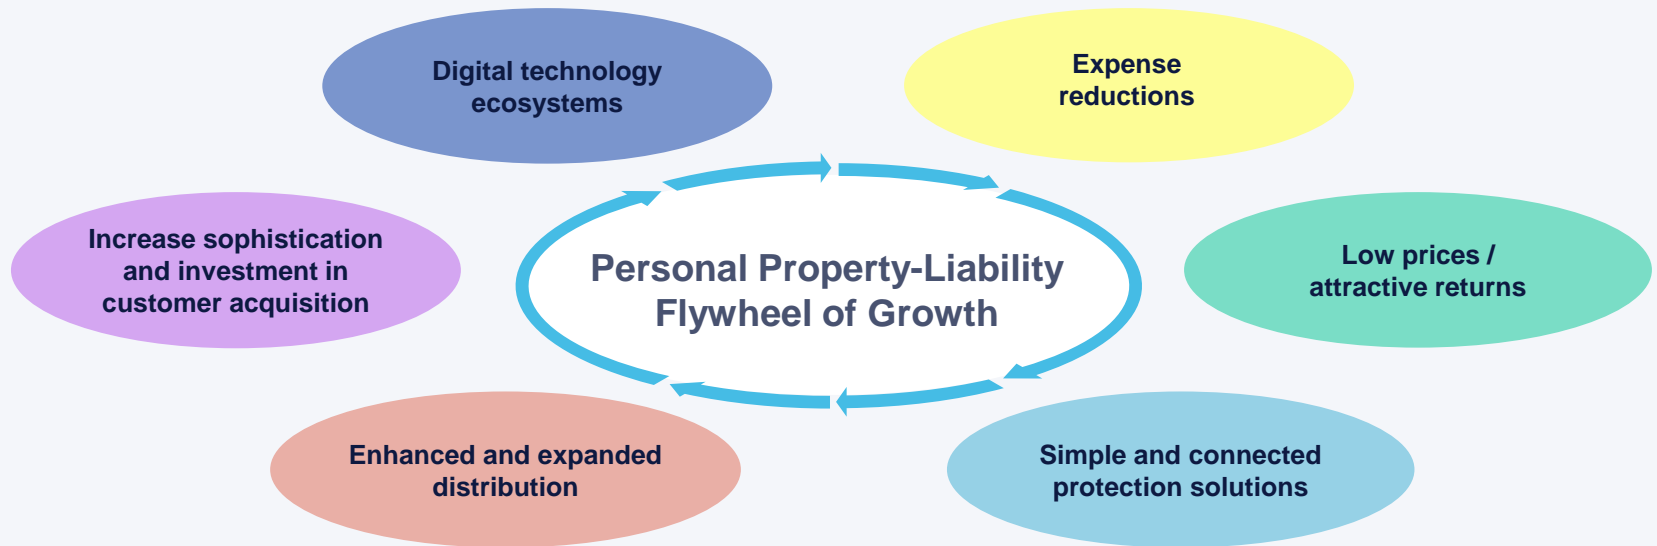 Digital technology
ecosystems
Expense
reductions
Increase sophistication
and investment in
customer acquisition
Personal Property-Liability
Flywheel of Growth
Low prices /
attractive returns
Enhanced and expanded
distribution
Simple and connected
protection solutions